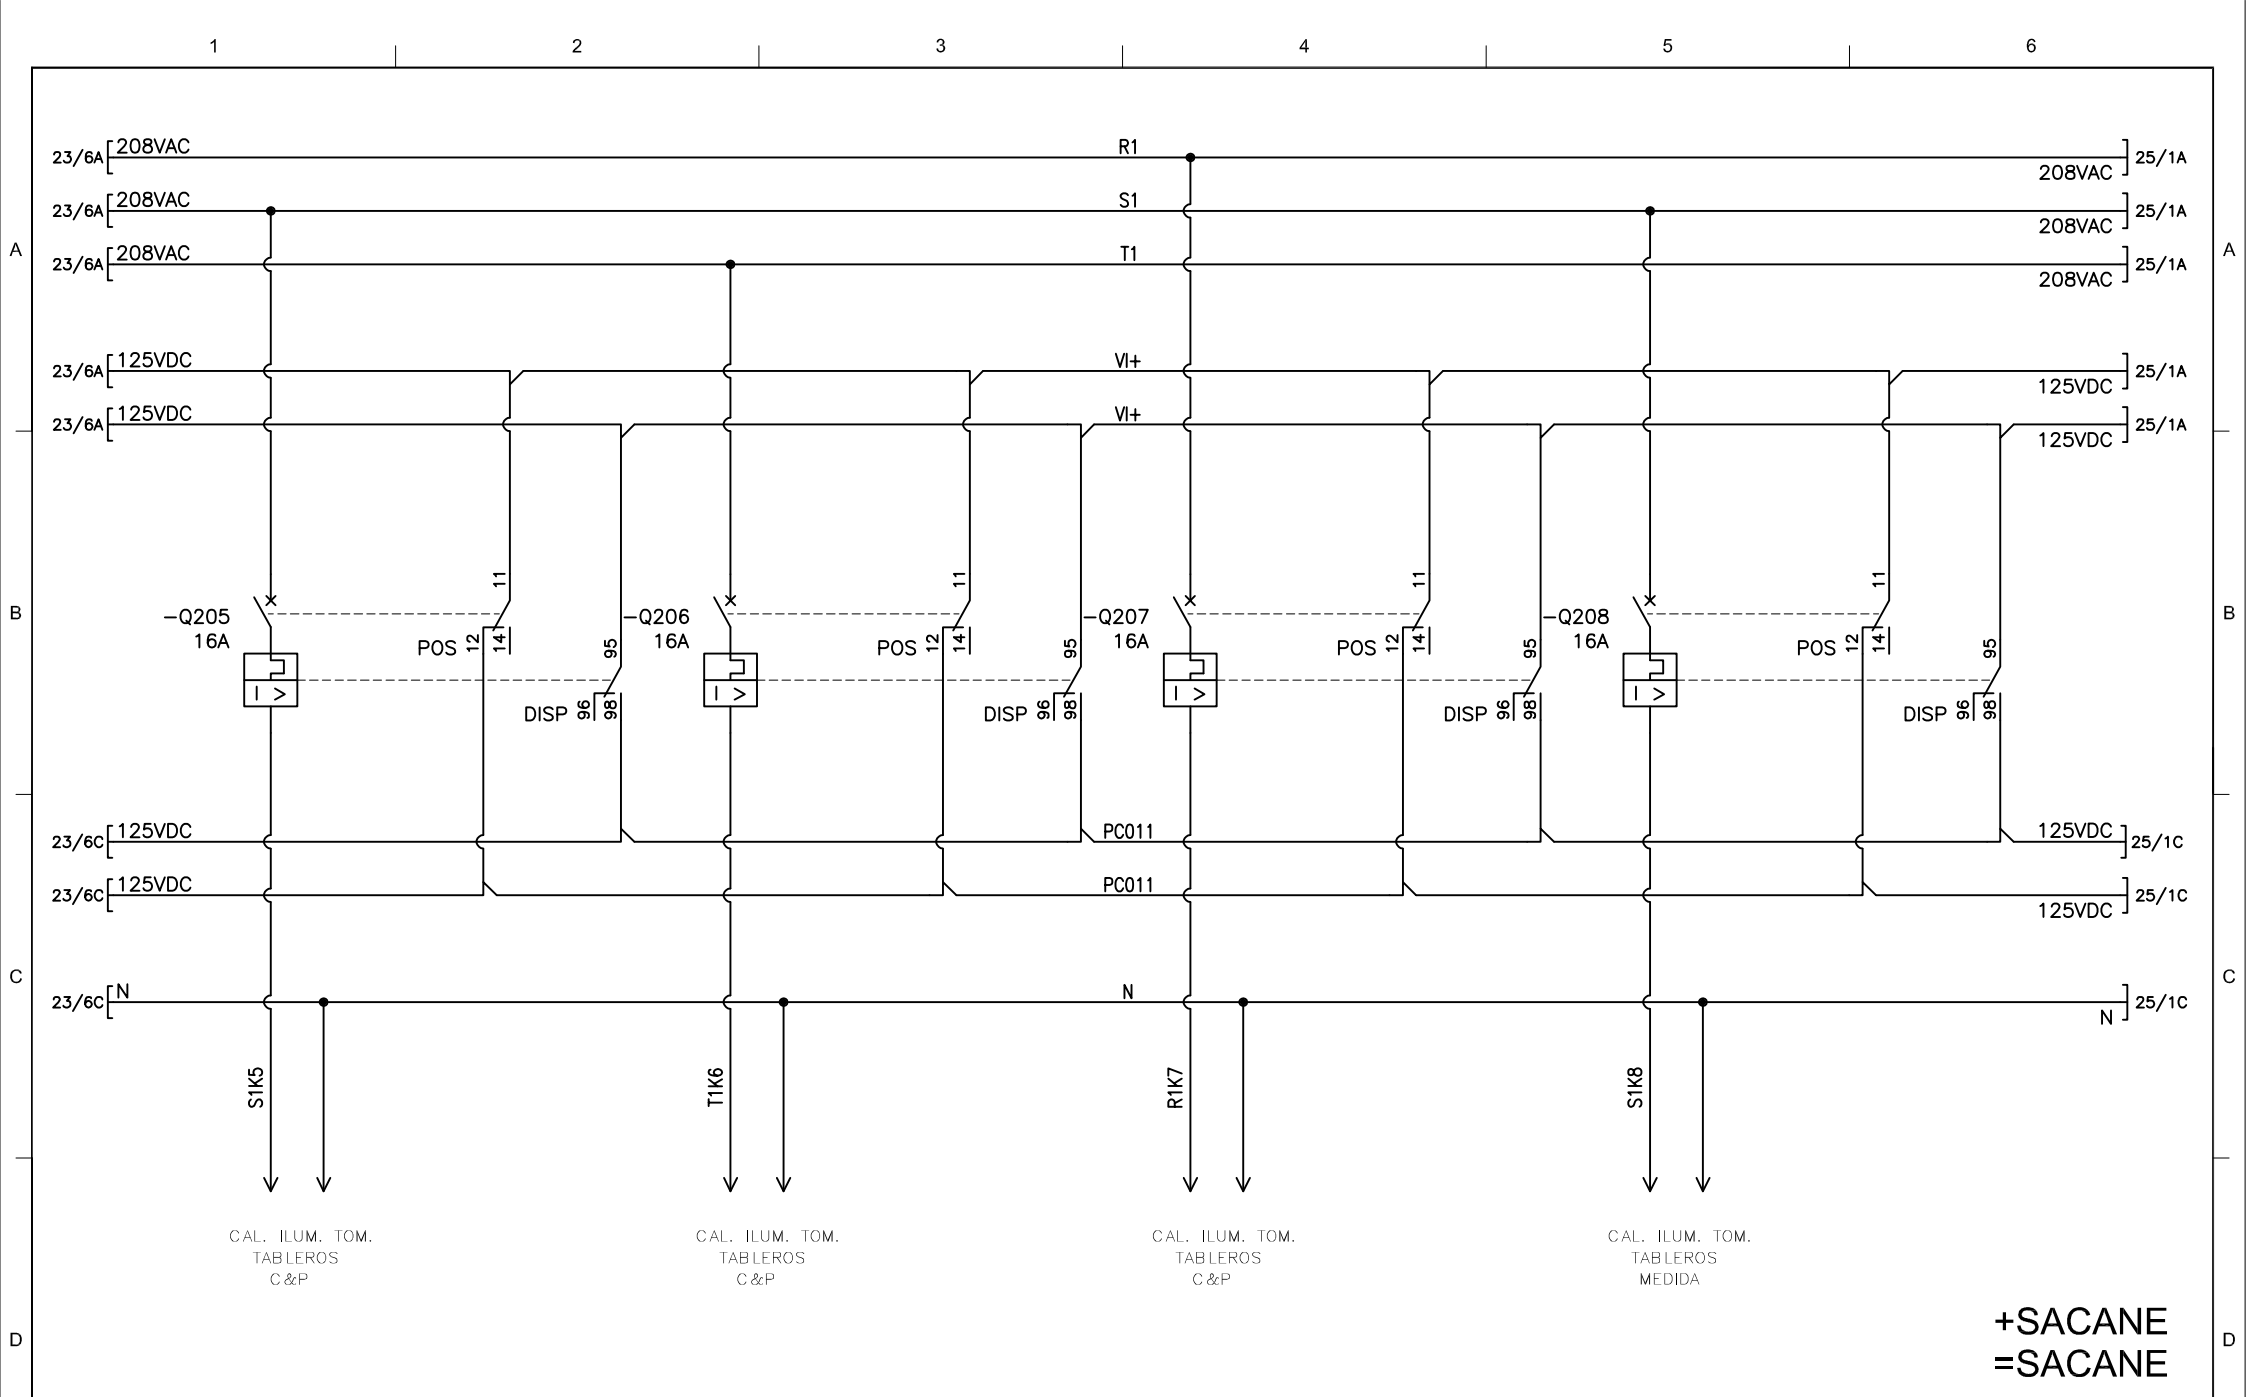 1 2 3 4 5 6
23/6A 208VAC R1 208VAC 25/1A
23/6A 208VAC S1 208VAC 25/1A
A 23/6A 208VAC T1 208VAC 25/1A A
23/6A 125VDC VI+ 125VDC 25/1A
23/6A 125VDC VI+ 125VDC 25/1A
11 11 11 11
B -Q205 -Q206 -Q207 -Q208 B
16A 16A 16A 16A
POS 12 14 95 POS 12 14 95 POS 12 14 95 POS 12 14 95
I > I > I > I >
DISP 96 98 DISP 96 98 DISP 96 98 DISP 96 98
23/6C 125VDC PC011 125VDC 25/1C
23/6C 125VDC PC011 125VDC 25/1C
C C
23/6C N N N 25/1C
S1K5 T1K6 R1K7 S1K8
CAL. ILUM. TOM.
TABLEROS
C&P
CAL. ILUM. TOM.
TABLEROS
C&P
CAL. ILUM. TOM.
TABLEROS
C&P
CAL. ILUM. TOM.
TABLEROS
MEDIDA
D D
+SACANE
=SACANE